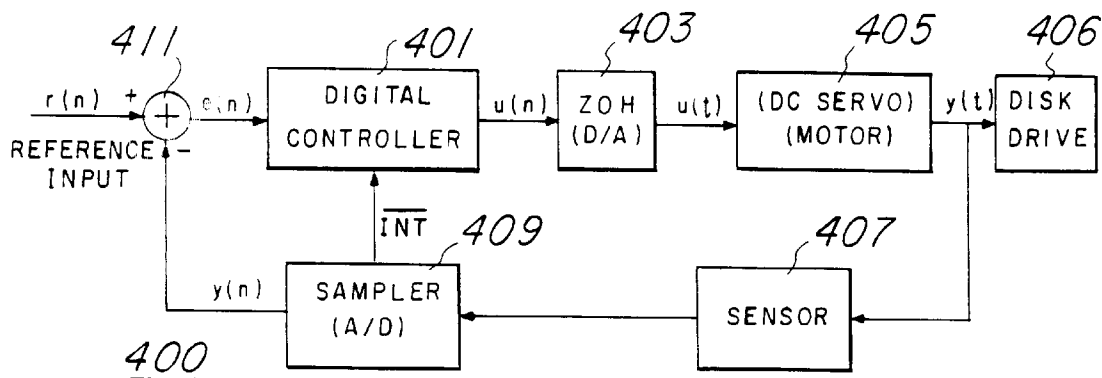 411
401
403
405
406
r(n)
+
e(n)
DIGITAL
CONTROLLER
u(n)
ZOH
(D/A)
u(t)
(DC SERVO)
(MOTOR)
y(t)
DISK
DRIVE
REFERENCE
INPUT
-
INT
409
407
y(n)
SAMPLER
(A/D)
SENSOR
400